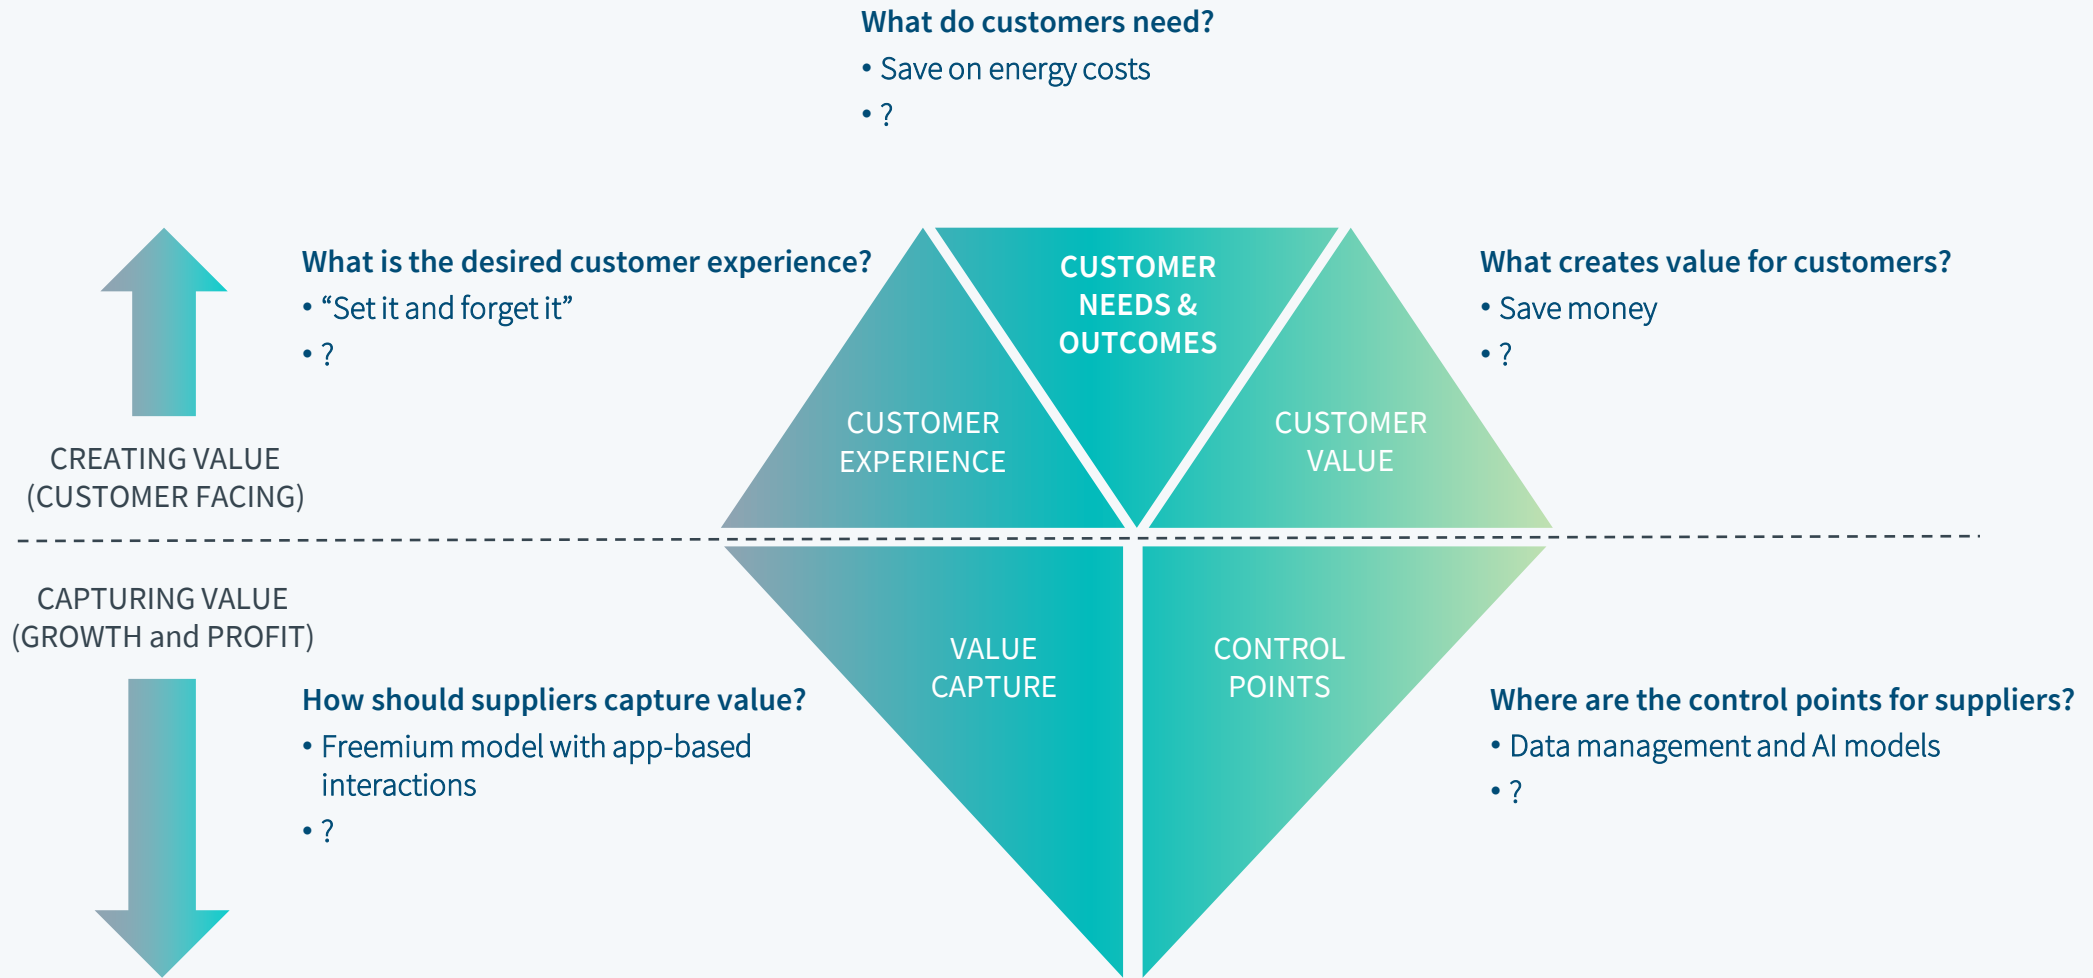 What do customers need?
• Save on energy costs
• ?
What is the desired customer experience?
• “Set it and forget it”
• ?
CUSTOMER
NEEDS &
OUTCOMES
What creates value for customers?
• Save money
• ?
CUSTOMER
EXPERIENCE
CUSTOMER
VALUE
CREATING VALUE
(CUSTOMER FACING)
CAPTURING VALUE
(GROWTH and PROFIT)
VALUE
CAPTURE
CONTROL
POINTS
How should suppliers capture value?
• Freemium model with app-based
interactions
• ?
Where are the control points for suppliers?
• Data management and AI models
• ?